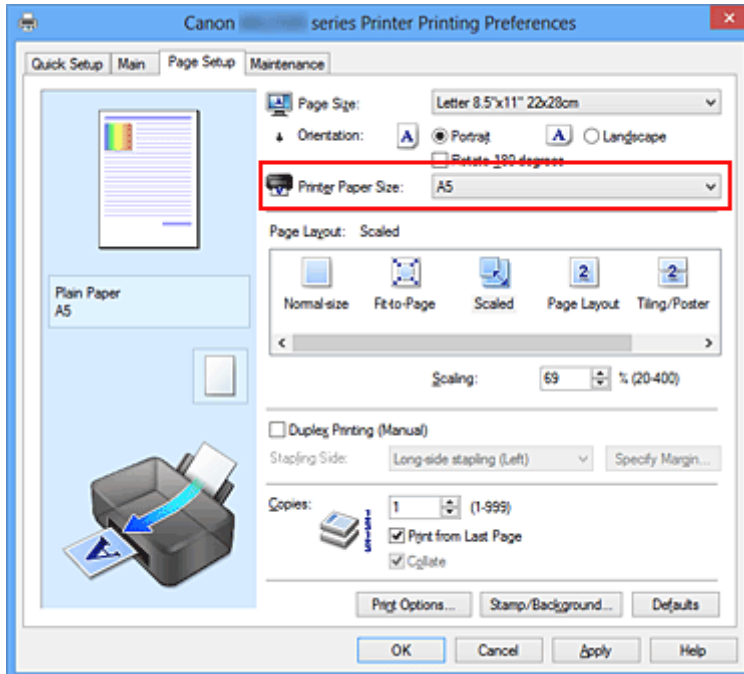 Canon series Printer Printing Preferences
Quick Setup Main Page Setup Maintenance
Page Size: Letter 8.5"x11" 22x28cm
Orientation: A Portrait A Landscape
Rotate 180 degrees
Printer Paper Size: A5
Page Layout: Scaled
Normal-size Fit-to-Page Scaled Page Layout Tiling/Poster
Plain Paper
A5
Scaling: 69 % (20-400)
Duplex Printing (Manual)
Stapling Side: Long-side stapling (Left) Specify Margin...
Copies: 1 (1-999)
Print from Last Page
Collate
Print Options... Stamp/Background... Defaults
OK Cancel Apply Help